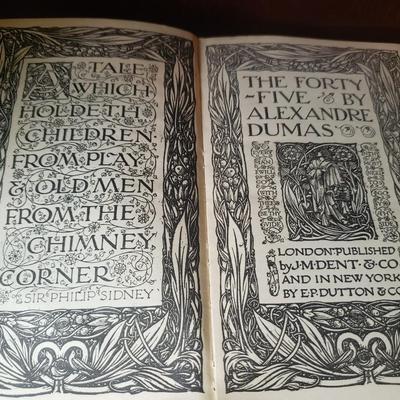 A TALE
WHICH
HOLDETH
CHILDREN
FROM PLAY
& OLD MEN
FROM THE
CHIMNEY
CORNER
SIR PHILIP SIDNEY
THE FORTY
-FIVE & BY
ALEXANDRE
DUMAS
LONDON: PUBLISHED
by J.M. DENT & CO
AND IN NEW YORK
BY E.P. DUTTON & CO